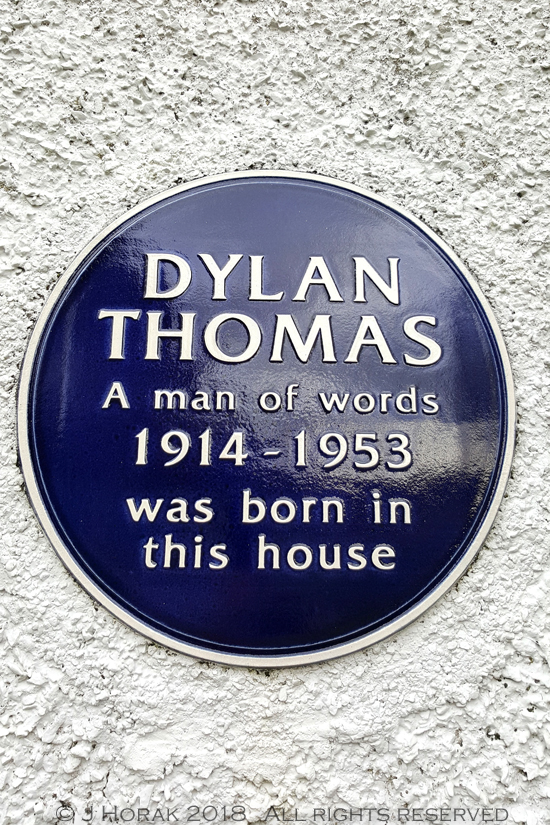 DYLAN
THOMAS
A man of words
1914-1953
was born in
this house
© J HORAK 2018 ALL RIGHTS RESERVED